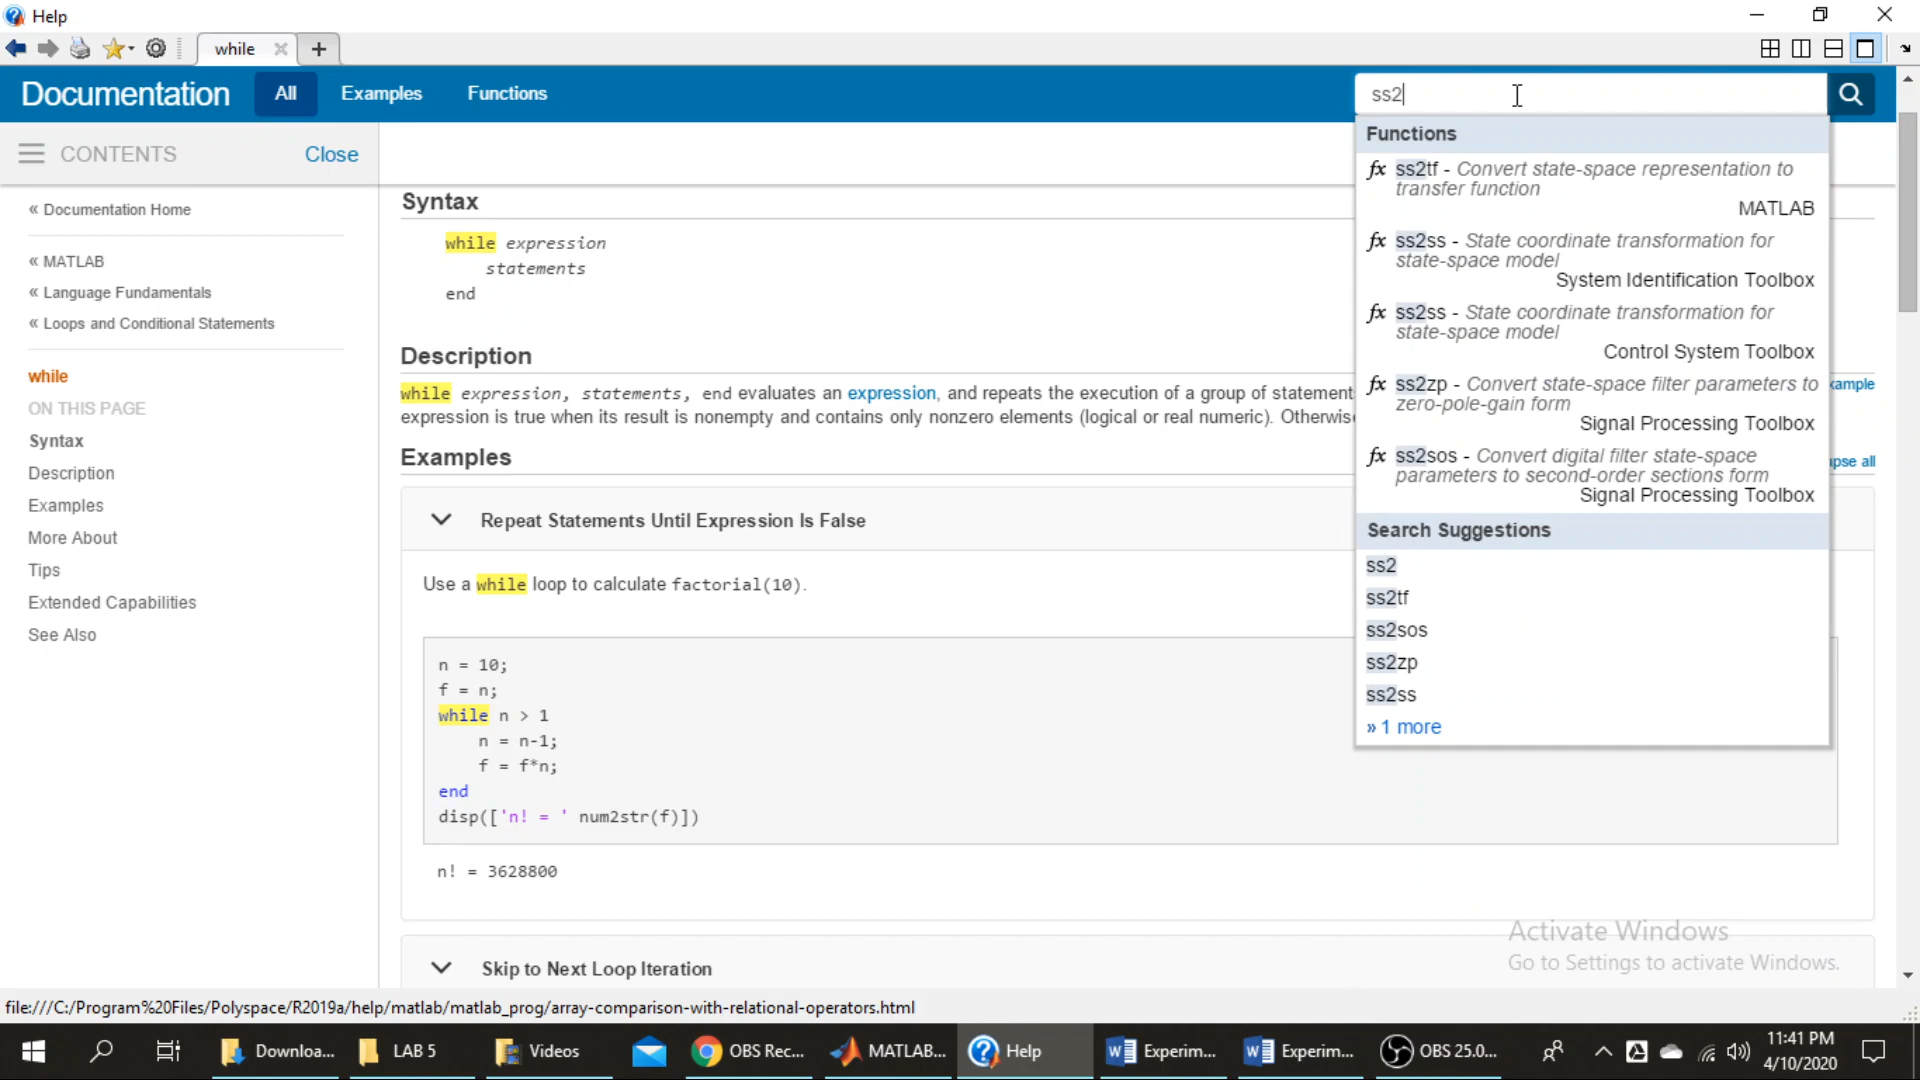 Help
while
Documentation
All
Examples
Functions
ss2
CONTENTS
Close
« Documentation Home
« MATLAB
« Language Fundamentals
« Loops and Conditional Statements
while
ON THIS PAGE
Syntax
Description
Examples
More About
Tips
Extended Capabilities
See Also
Syntax
while expression
statements
end
Description
while expression, statements, end evaluates an expression, and repeats the execution of a group of statement
expression is true when its result is nonempty and contains only nonzero elements (logical or real numeric). Otherwis
Examples
Repeat Statements Until Expression Is False
Use a while loop to calculate factorial(10).
n = 10;
f = n;
while n > 1
n = n-1;
f = f*n;
end
disp(['n! = ' num2str(f)])
n! = 3628800
Skip to Next Loop Iteration
Functions
fx ss2tf - Convert state-space representation to
transfer function
MATLAB
fx ss2ss - State coordinate transformation for
state-space model
System Identification Toolbox
fx ss2ss - State coordinate transformation for
state-space model
Control System Toolbox
fx ss2zp - Convert state-space filter parameters to
zero-pole-gain form
Signal Processing Toolbox
fx ss2sos - Convert digital filter state-space
parameters to second-order sections form
Signal Processing Toolbox
Search Suggestions
ss2
ss2tf
ss2sos
ss2zp
ss2ss
» 1 more
xample
pse all
Activate Windows
Go to Settings to activate Windows.
file:///C:/Program%20Files/Polyspace/R2019a/help/matlab/matlab_prog/array-comparison-with-relational-operators.html
Downloa...
LAB 5
Videos
OBS Rec...
MATLAB...
Help
Experim...
Experim...
OBS 25.0...
11:41 PM
4/10/2020